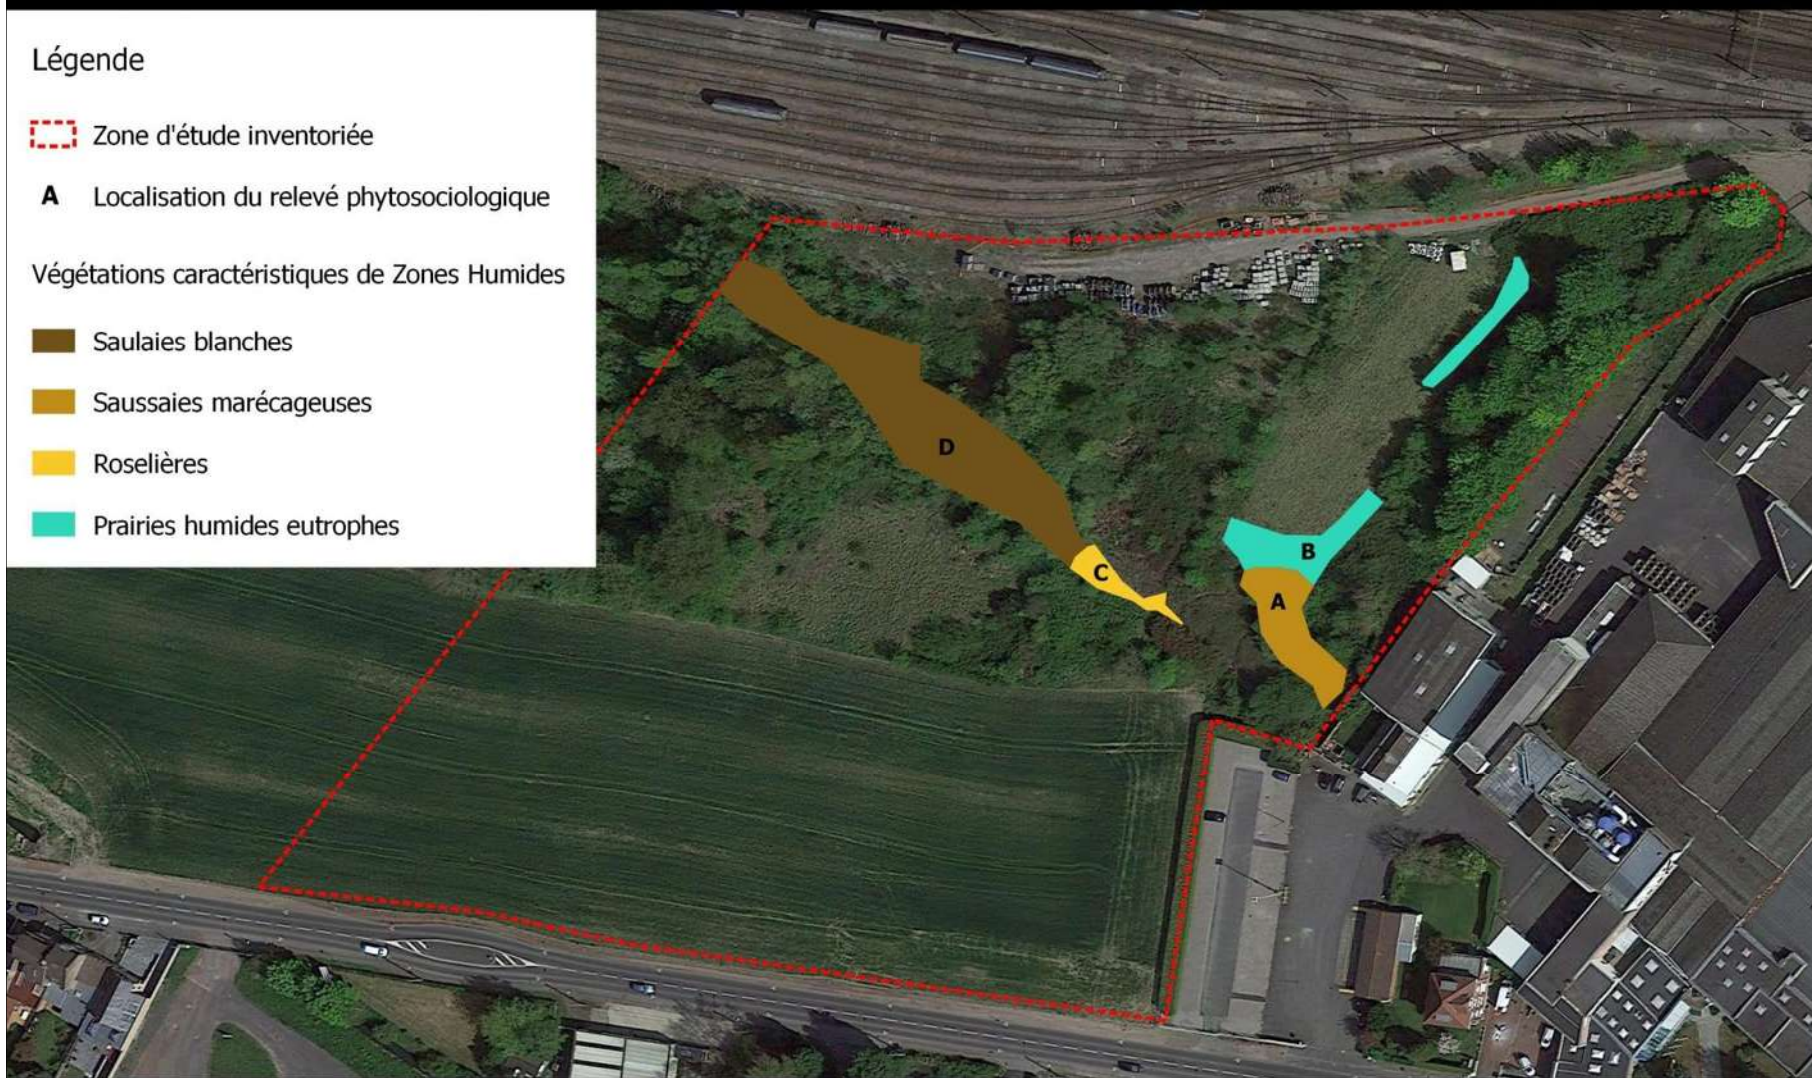 Légende
Zone d'étude inventoriée
A Localisation du relevé phytosociologique
Végétations caractéristiques de Zones Humides
Saulaies blanches
Saussaies marécageuses
Roselières
Prairies humides eutrophes
D
B
C
A